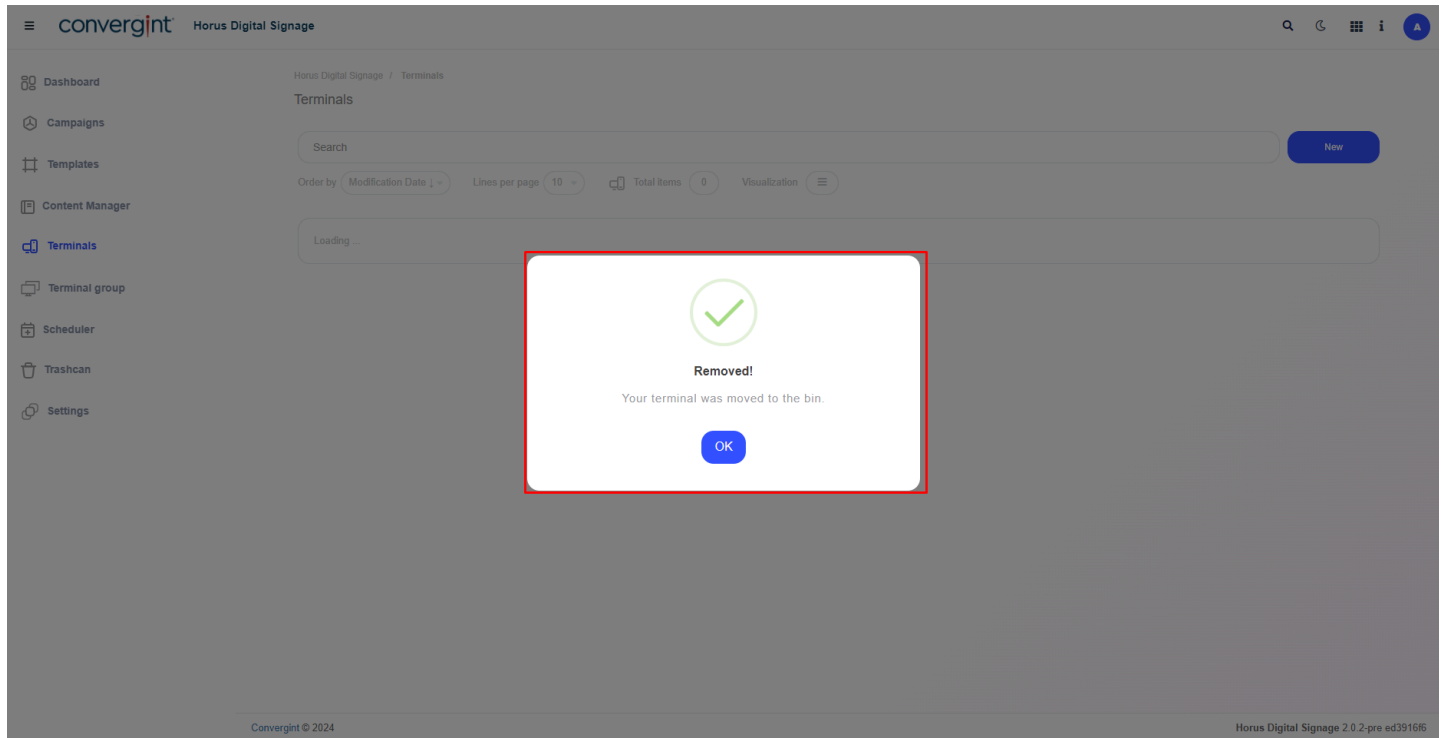 convergint Horus Digital Signage
A
Dashboard
Campaigns
Templates
Content Manager
Terminals
Terminal group
Scheduler
Trashcan
Settings
Horus Digital Signage / Terminals
Terminals
Search
New
Order by Modification Date ↓ Lines per page 10 Total items 0 Visualization
Loading ...
Removed!
Your terminal was moved to the bin.
OK
Convergint © 2024
Horus Digital Signage 2.0.2-pre ed3916f6